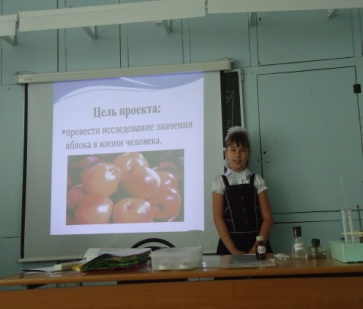 Цель проекта:
•провести исследование значения
яблока в жизни человека.